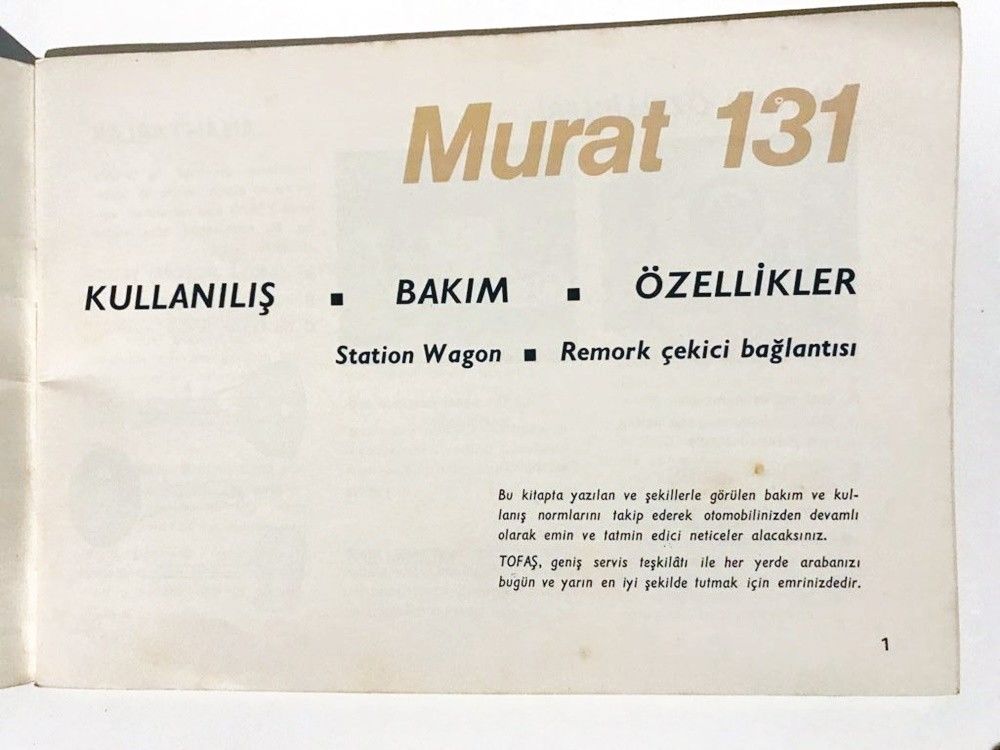 Murat 131
KULLANILIŞ ■ BAKIM ■ ÖZELLİKLER
Station Wagon ■ Remork çekici bağlantısı
Bu kitapta yazılan ve şekillerle görülen bakım ve kul-
lanış normlarını takip ederek otomobilinizden devamlı
olarak emin ve tatmin edici neticeler alacaksınız.
TOFAŞ, geniş servis teşkilâtı ile her yerde arabanızı
bugün ve yarın en iyi şekilde tutmak için emrinizdedir.
1